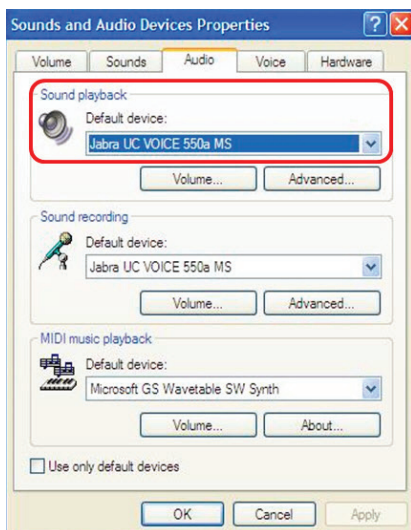 Sounds and Audio Devices Properties
Volume Sounds Audio Voice Hardware
Sound playback
Default device:
Jabra UC VOICE 550a MS
Volume... Advanced...
Sound recording
Default device:
Jabra UC VOICE 550a MS
Volume... Advanced...
MIDI music playback
Default device:
Microsoft GS Wavetable SW Synth
Volume... About...
Use only default devices
OK Cancel Apply